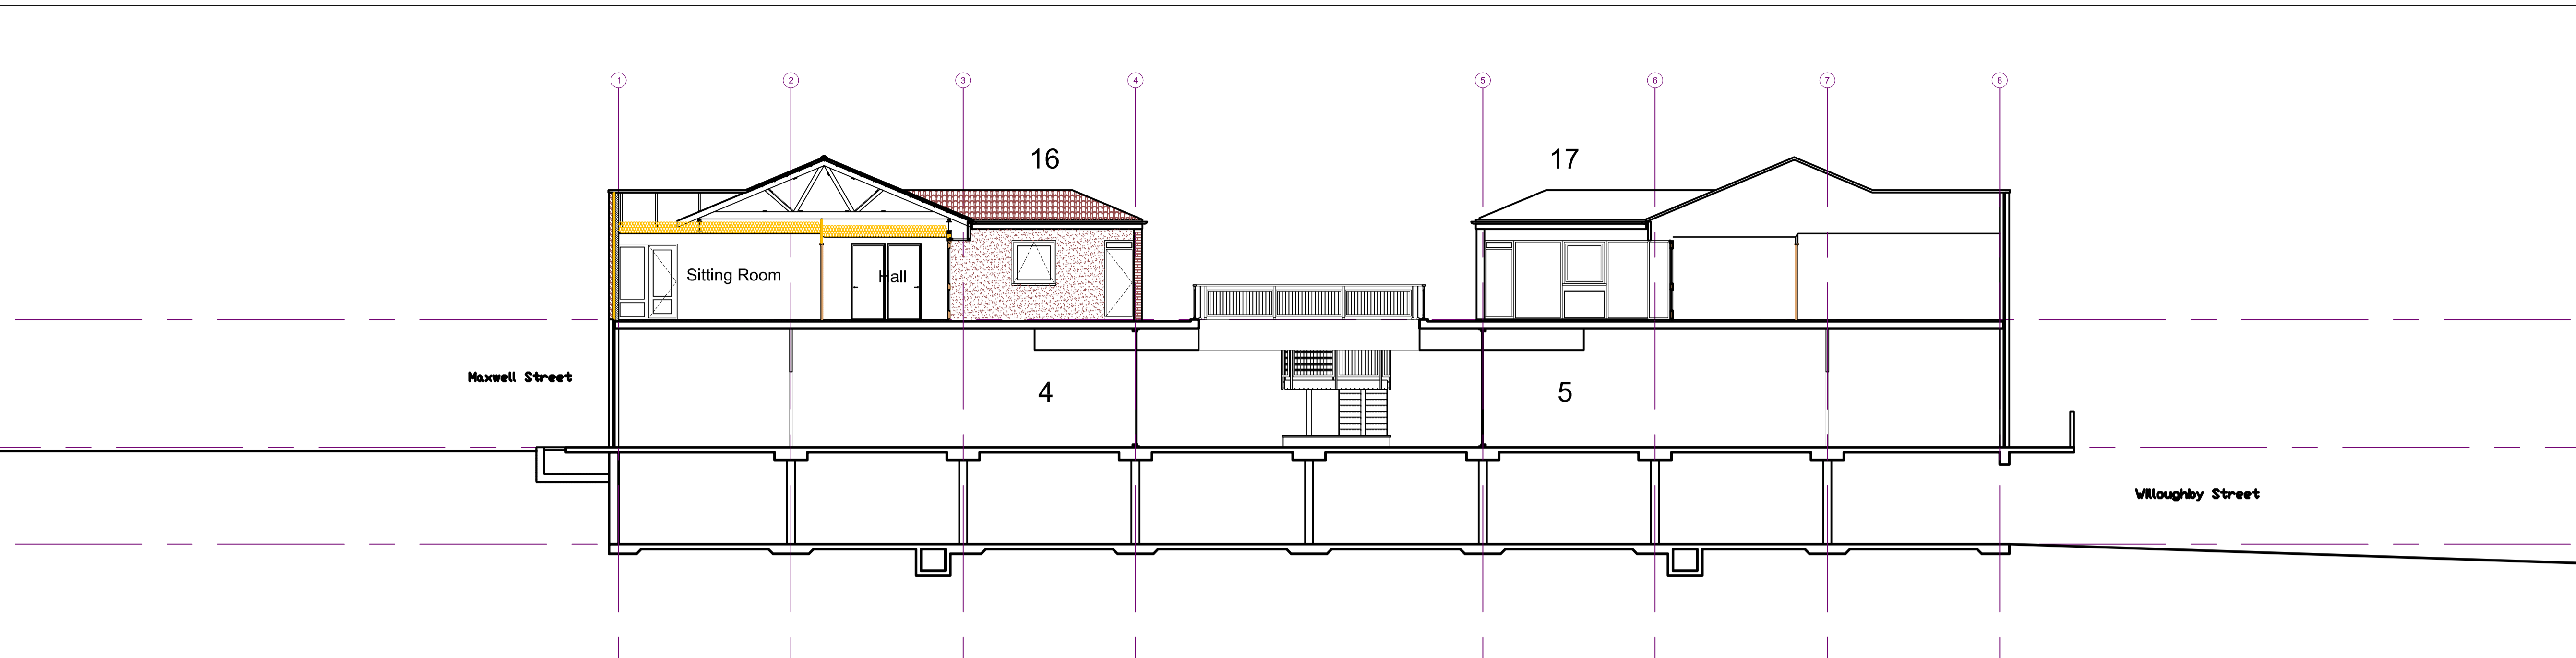 1 2 3 4 5 6 7 8
16 17
Sitting Room Hall
Maxwell Street
4 5
Willoughby Street